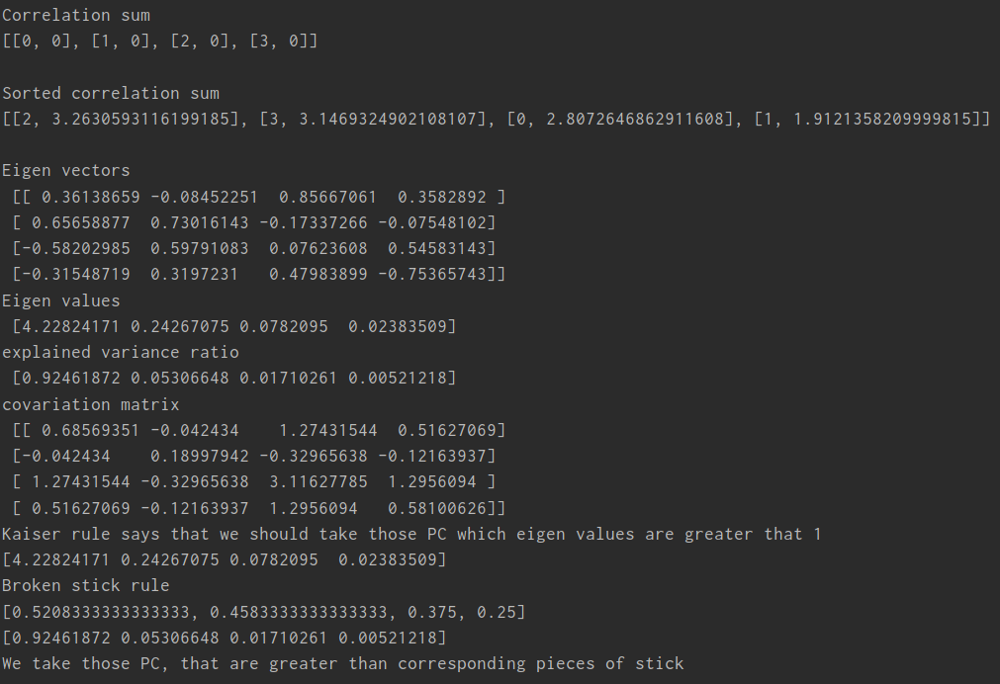 Correlation sum
[[0, 0], [1, 0], [2, 0], [3, 0]]
Sorted correlation sum
[[2, 3.2630593116199185], [3, 3.1469324902108107], [0, 2.8072646862911608], [1, 1.9121358209999815]]
Eigen vectors
[[ 0.36138659 -0.08452251  0.85667061  0.3582892 ]
[ 0.65658877  0.73016143 -0.17337266 -0.07548102]
[-0.58202985  0.59791083  0.07623608  0.54583143]
[-0.31548719  0.3197231   0.47983899 -0.75365743]]
Eigen values
[4.22824171 0.24267075 0.0782095  0.02383509]
explained variance ratio
[0.92461872 0.05306648 0.01710261 0.00521218]
covariation matrix
[[ 0.68569351 -0.042434    1.27431544  0.51627069]
[-0.042434    0.18997942 -0.32965638 -0.12163937]
[ 1.27431544 -0.32965638  3.11627785  1.2956094 ]
[ 0.51627069 -0.12163937  1.2956094   0.58100626]]
Kaiser rule says that we should take those PC which eigen values are greater that 1
[4.22824171 0.24267075 0.0782095  0.02383509]
Broken stick rule
[0.5208333333333333, 0.4583333333333333, 0.375, 0.25]
[0.92461872 0.05306648 0.01710261 0.00521218]
We take those PC, that are greater than corresponding pieces of stick